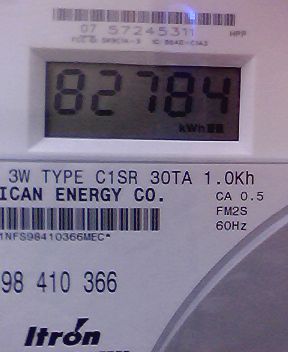 07 57245311 HPP
82784
kWh
3W TYPE C1SR 30TA 1.0Kh
ICAN ENERGY CO.
CA 0.5
FM2S
60Hz
1NFS98410366MEC*
98 410 366
Itron